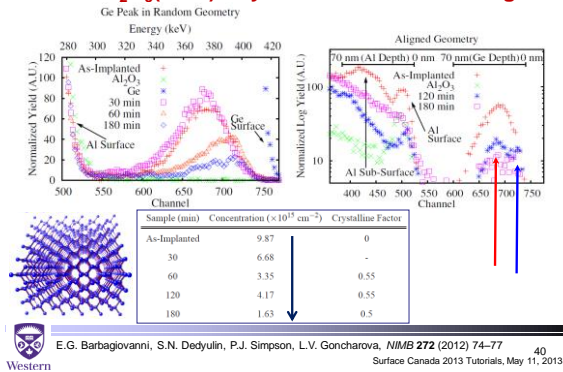 Ge Peak in Random Geometry
Energy (keV)
280 300 320 340 360 380 400 420
Normalized Yield (A.U.)
120
100
80
60
40
20
0
As-Implanted
Al2O3
Ge
30 min
60 min
180 min
Ge Surface
Al Surface
500 550 600 650 700 750
Channel
Aligned Geometry
70 nm (Al Depth) 0 nm 70 nm(Ge Depth) 0 nm
Normalized Log Yield (A.U.)
100
10
As-Implanted
Al2O3
120 min
180 min
Al Surface
Al Sub-Surface
400 500 600 700
Channel
Sample (min) Concentration (×10^15 cm^−2) Crystalline Factor
As-Implanted 9.87 0
30 6.68 -
60 3.35 0.55
120 4.17 0.55
180 1.63 0.5
Western
E.G. Barbagiovanni, S.N. Dedyulin, P.J. Simpson, L.V. Goncharova, NIMB 272 (2012) 74–77
40
Surface Canada 2013 Tutorials, May 11, 2013